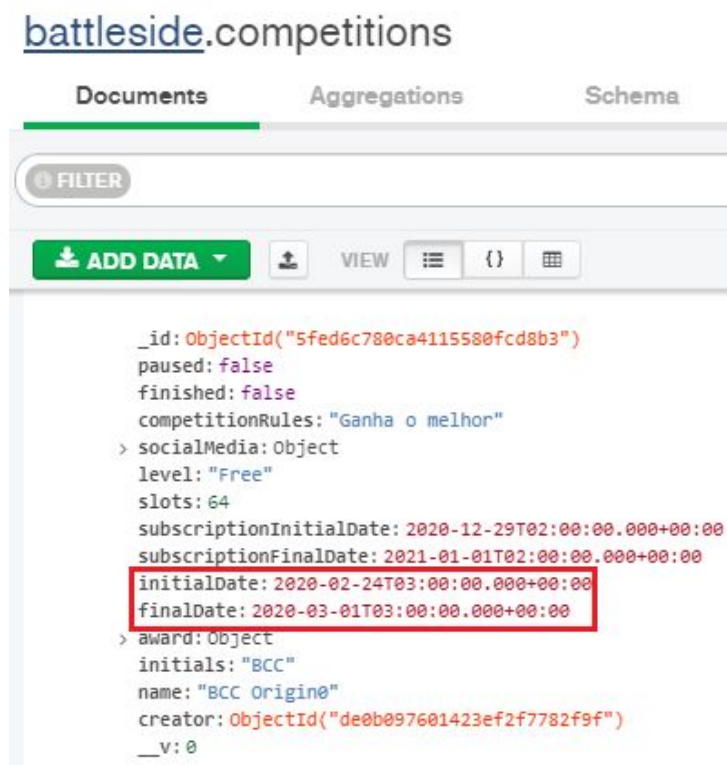 battleside.competitions
Documents Aggregations Schema
FILTER
ADD DATA VIEW {}
_id: ObjectId("5fed6c780ca4115580fcd8b3")
paused: false
finished: false
competitionRules: "Ganha o melhor"
> socialMedia: Object
level: "Free"
slots: 64
subscriptionInitialDate: 2020-12-29T02:00:00.000+00:00
subscriptionFinalDate: 2021-01-01T02:00:00.000+00:00
initialDate: 2020-02-24T03:00:00.000+00:00
finalDate: 2020-03-01T03:00:00.000+00:00
> award: Object
initials: "BCC"
name: "BCC Origin0"
creator: ObjectId("de0b097601423ef2f7782f9f")
__v: 0